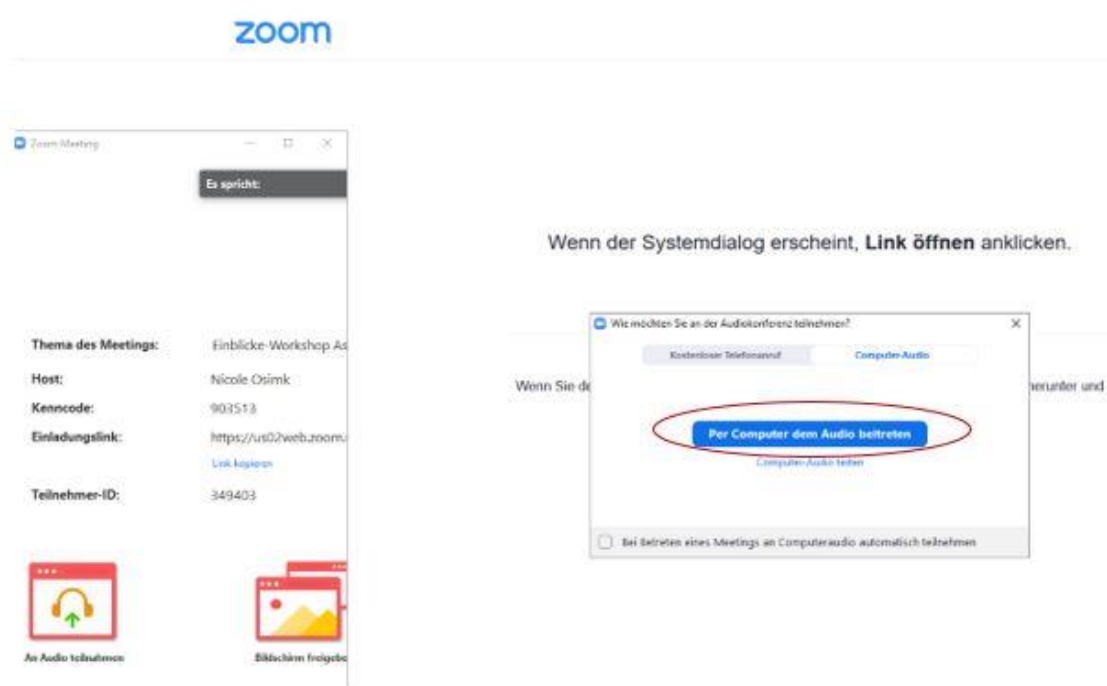 zoom
Zoom Meeting
Es spricht:
Thema des Meetings: Einblicke-Workshop As
Host: Nicole Osimk
Kenncode: 903513
Einladungslink: https://us02web.zoom.
Link kopieren
Teilnehmer-ID: 349403
An Audio teilnehmen
Bildschirm freigebe
Wenn der Systemdialog erscheint, Link öffnen anklicken.
Wie möchten Sie an der Audiokonferenz teilnehmen?
Kostenloser Telefonanruf Computer-Audio
Wenn Sie de
herunter und
Per Computer dem Audio beitreten
Computer-Audio testen
Bei Betreten eines Meetings an Computeraudio automatisch teilnehmen